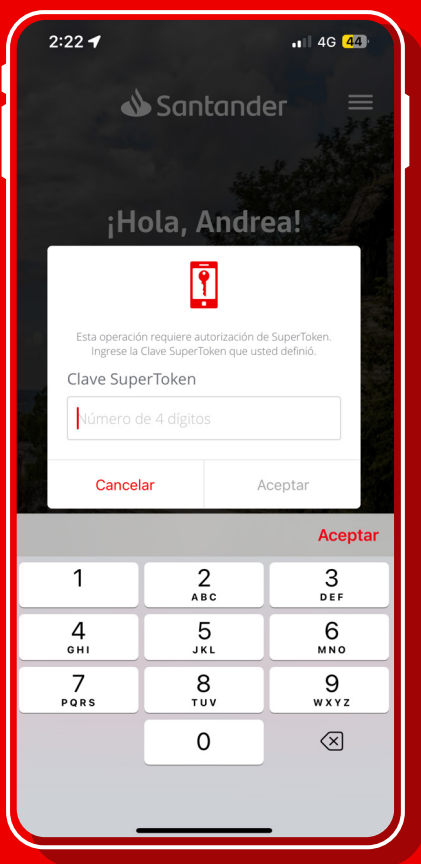 2:22 4G 44
Santander
¡Hola, Andrea!
Esta operación requiere autorización de SuperToken.
Ingrese la Clave SuperToken que usted definió.
Clave SuperToken
Número de 4 dígitos
Cancelar Aceptar
Aceptar
1 2 3
ABC DEF
4 5 6
GHI JKL MNO
7 8 9
PQRS TUV WXYZ
0